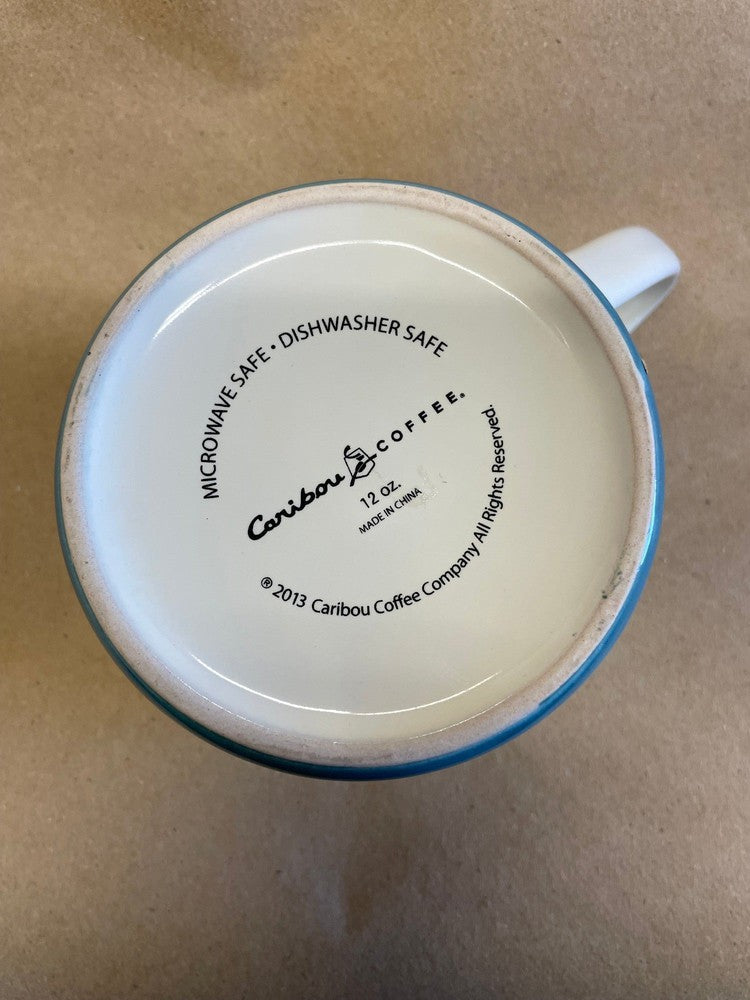 MICROWAVE SAFE • DISHWASHER SAFE
Caribou COFFEE®
12 oz.
MADE IN CHINA
® 2013 Caribou Coffee Company All Rights Reserved.